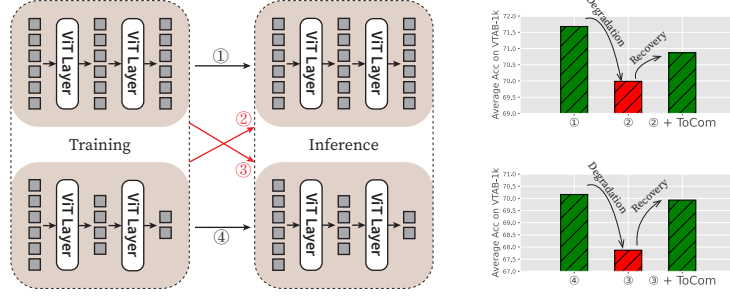 ViT Layer
ViT Layer
ViT Layer
ViT Layer
①
②
Training
Inference
③
ViT Layer
ViT Layer
ViT Layer
ViT Layer
④
Average Acc on VTAB-1k
72.0
71.5
71.0
70.5
70.0
69.5
69.0
Degradation
Recovery
① ② ② + ToCom
Average Acc on VTAB-1k
71.0
70.5
70.0
69.5
69.0
68.5
68.0
67.5
67.0
Degradation
Recovery
④ ③ ③ + ToCom